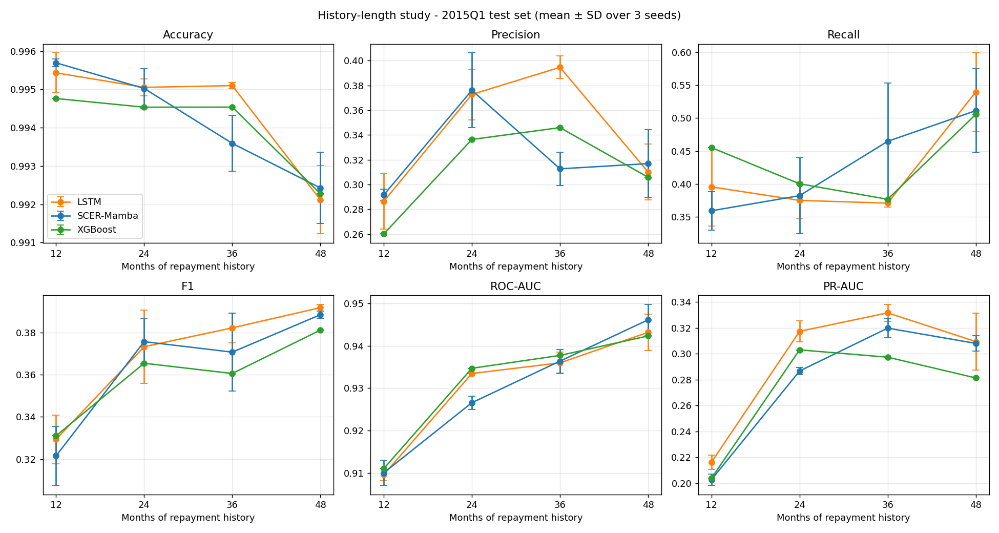 History-length study - 2015Q1 test set (mean ± SD over 3 seeds)
Accuracy
0.996
0.995
0.994
0.993
0.992
0.991
LSTM
SCER-Mamba
XGBoost
12 24 36 48
Months of repayment history
Precision
0.40
0.38
0.36
0.34
0.32
0.30
0.28
0.26
12 24 36 48
Months of repayment history
Recall
0.60
0.55
0.50
0.45
0.40
0.35
12 24 36 48
Months of repayment history
F1
0.38
0.36
0.34
0.32
12 24 36 48
Months of repayment history
ROC-AUC
0.95
0.94
0.93
0.92
0.91
12 24 36 48
Months of repayment history
PR-AUC
0.34
0.32
0.30
0.28
0.26
0.24
0.22
0.20
12 24 36 48
Months of repayment history